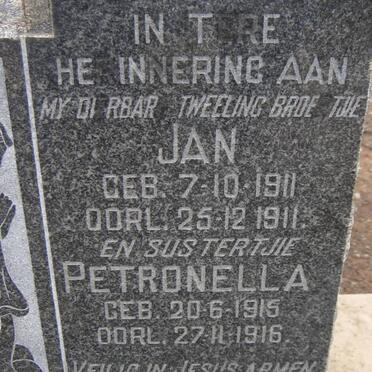 IN TERE
HERINNERING AAN
MY DIERBAR TWEELING BROERTJIE
JAN
GEB. 7-10-1911
OORL. 25-12-1911.
EN SUSTERTJIE
PETRONELLA
GEB. 20-6-1915
OORL. 27-11-1916.
VEILIG IN JESUS ARMEN